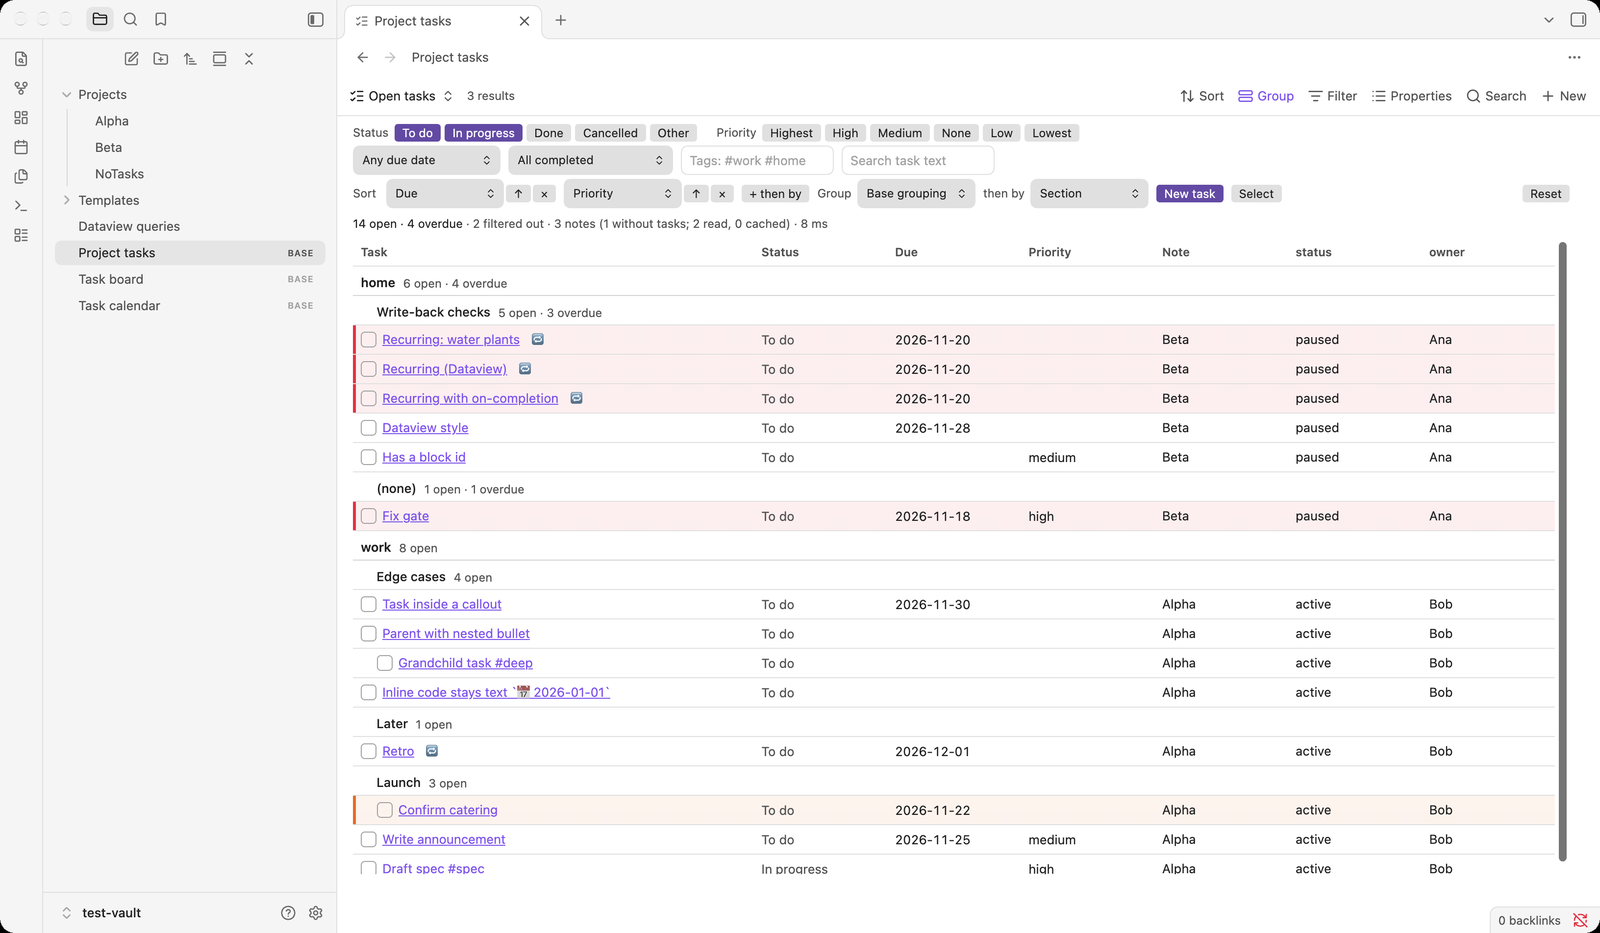 Project tasks
Project tasks
Open tasks 3 results Sort Group Filter Properties Search New
Projects
Alpha
Beta
NoTasks
Templates
Dataview queries
Project tasks BASE
Task board BASE
Task calendar BASE
test-vault
Status To do In progress Done Cancelled Other Priority Highest High Medium None Low Lowest
Any due date All completed Tags: #work #home Search task text
Sort Due ↑ × Priority ↑ × + then by Group Base grouping then by Section New task Select Reset
14 open · 4 overdue · 2 filtered out · 3 notes (1 without tasks; 2 read, 0 cached) · 8 ms
Task Status Due Priority Note status owner
home 6 open · 4 overdue
Write-back checks 5 open · 3 overdue
Recurring: water plants 🔁 To do 2026-11-20 Beta paused Ana
Recurring (Dataview) 🔁 To do 2026-11-20 Beta paused Ana
Recurring with on-completion 🔁 To do 2026-11-20 Beta paused Ana
Dataview style To do 2026-11-28 Beta paused Ana
Has a block id To do medium Beta paused Ana
(none) 1 open · 1 overdue
Fix gate To do 2026-11-18 high Beta paused Ana
work 8 open
Edge cases 4 open
Task inside a callout To do 2026-11-30 Alpha active Bob
Parent with nested bullet To do Alpha active Bob
Grandchild task #deep To do Alpha active Bob
Inline code stays text `📅 2026-01-01` To do Alpha active Bob
Later 1 open
Retro 🔁 To do 2026-12-01 Alpha active Bob
Launch 3 open
Confirm catering To do 2026-11-22 Alpha active Bob
Write announcement To do 2026-11-25 medium Alpha active Bob
Draft spec #spec In progress high Alpha active Bob
0 backlinks